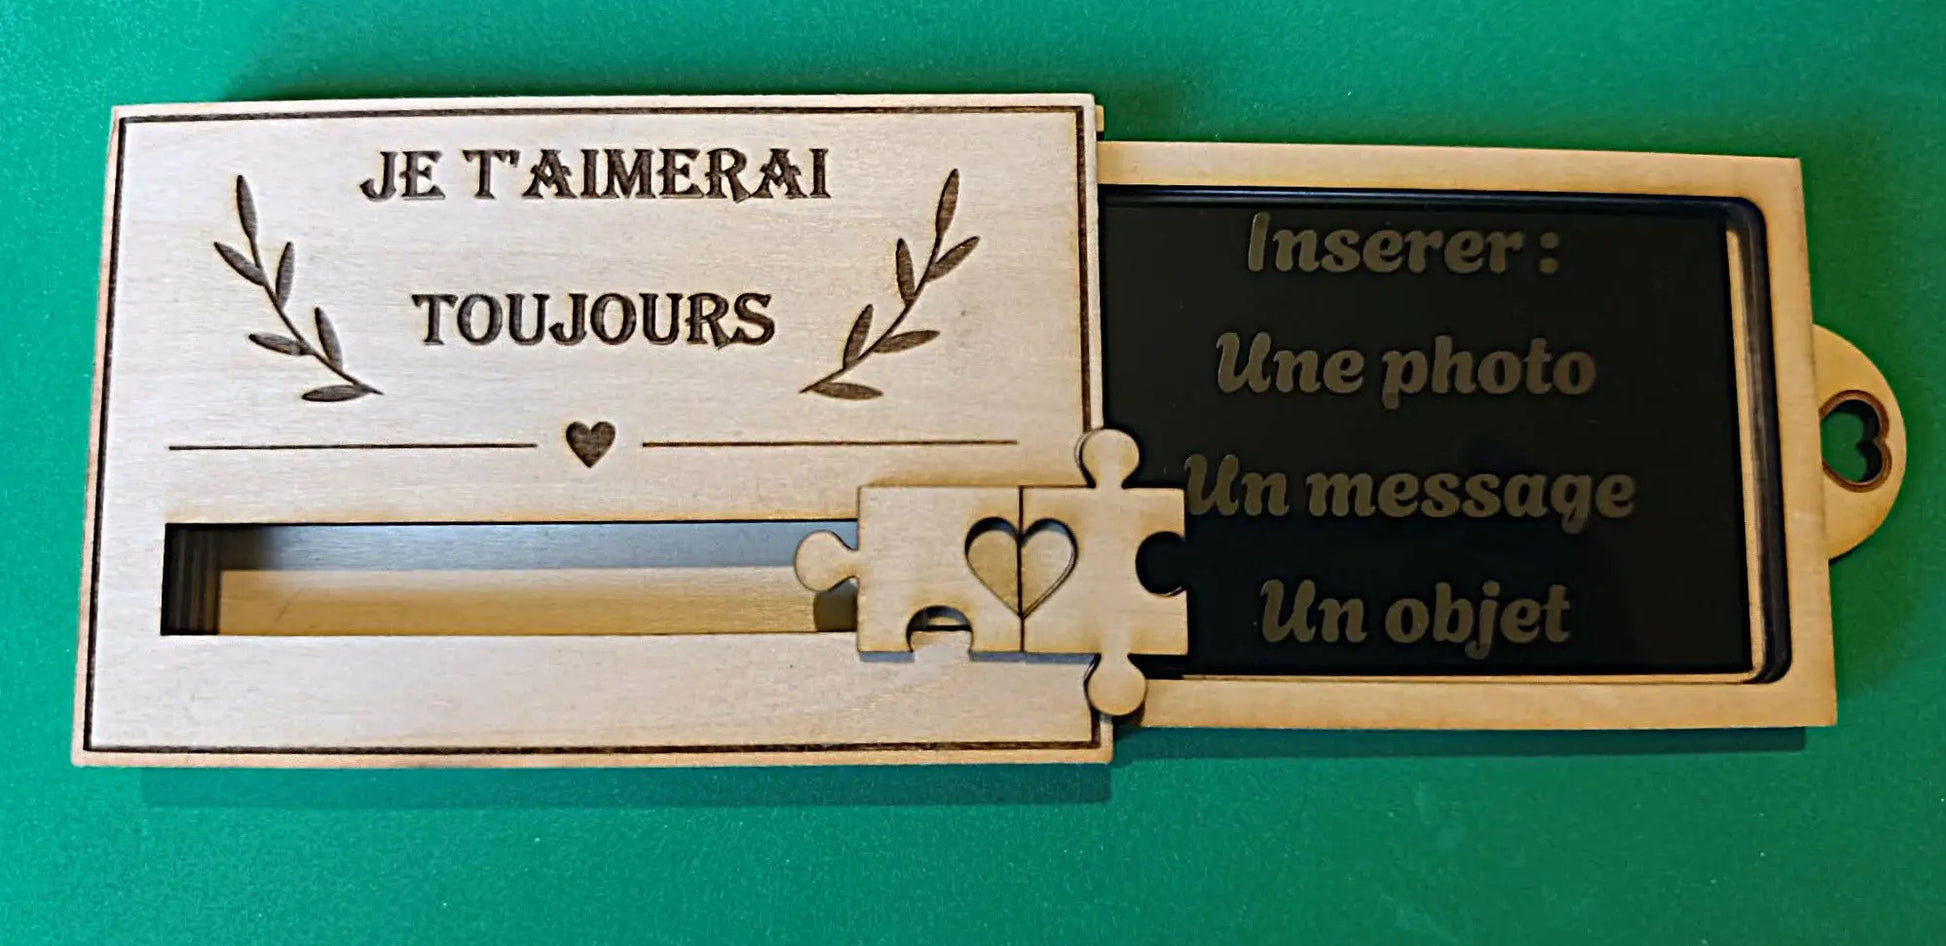 JE T'AIMERAI
TOUJOURS
Inserer :
Une photo
Un message
Un objet